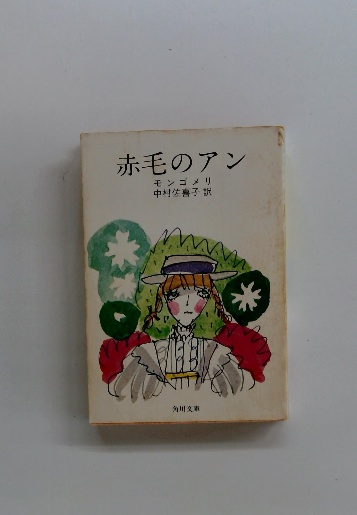 赤毛のアン
モンゴメリ
中村佐喜子 訳
角川文庫